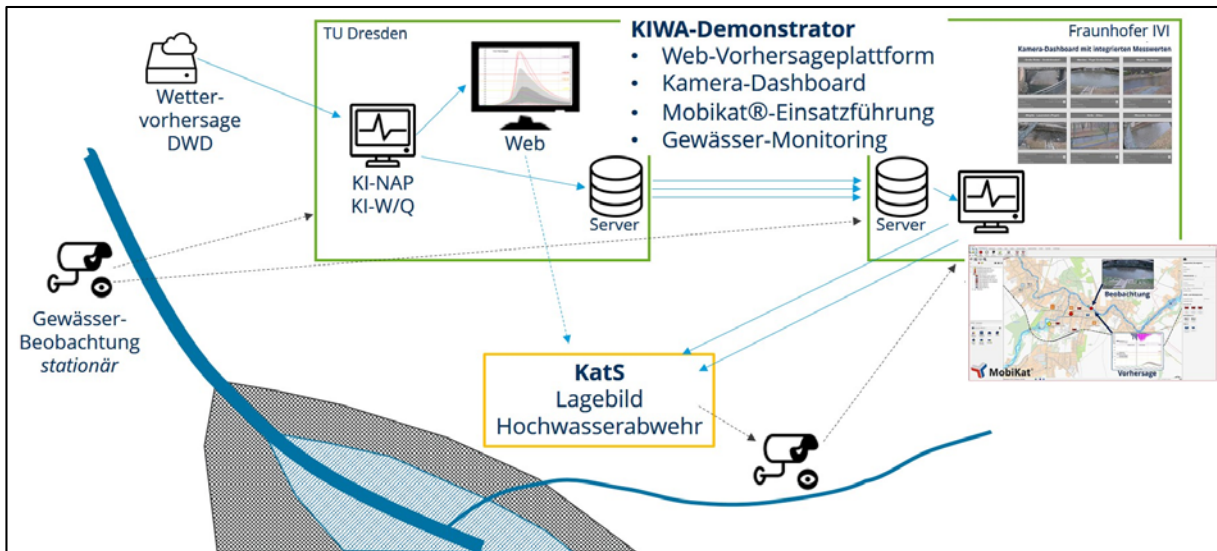 TU Dresden
KIWA-Demonstrator
• Web-Vorhersageplattform
• Kamera-Dashboard
• Mobikat®-Einsatzführung
• Gewässer-Monitoring
Fraunhofer IVI
Kamera-Dashboard mit integrierten Messwerten
Wetter-
vorhersage
DWD
KI-NAP
KI-W/Q
Web
Server
Server
Gewässer-
Beobachtung
stationär
KatS
Lagebild
Hochwasserabwehr
Beobachtung
Vorhersage
MobiKat